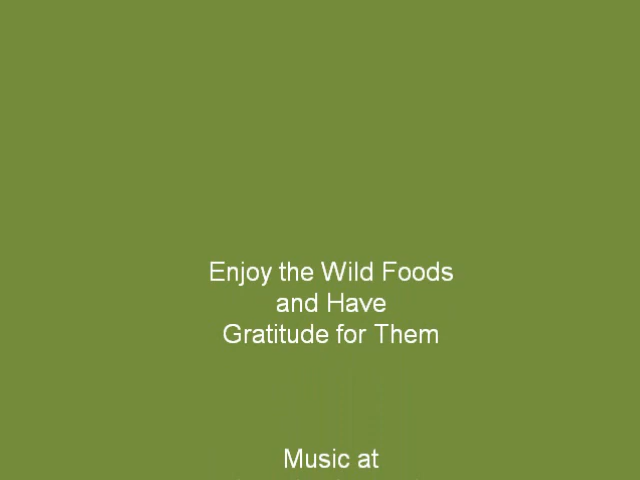 Enjoy the Wild Foods
and Have
Gratitude for Them
Music at